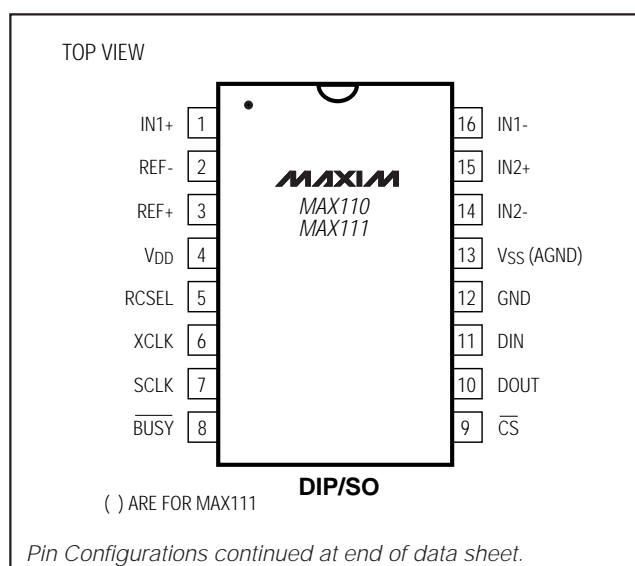 TOP VIEW
IN1+ 1
REF- 2
REF+ 3
VDD 4
RCSEL 5
XCLK 6
SCLK 7
BUSY 8
MAXIM
MAX110
MAX111
16 IN1-
15 IN2+
14 IN2-
13 VSS (AGND)
12 GND
11 DIN
10 DOUT
9 CS
DIP/SO
( ) ARE FOR MAX111
Pin Configurations continued at end of data sheet.